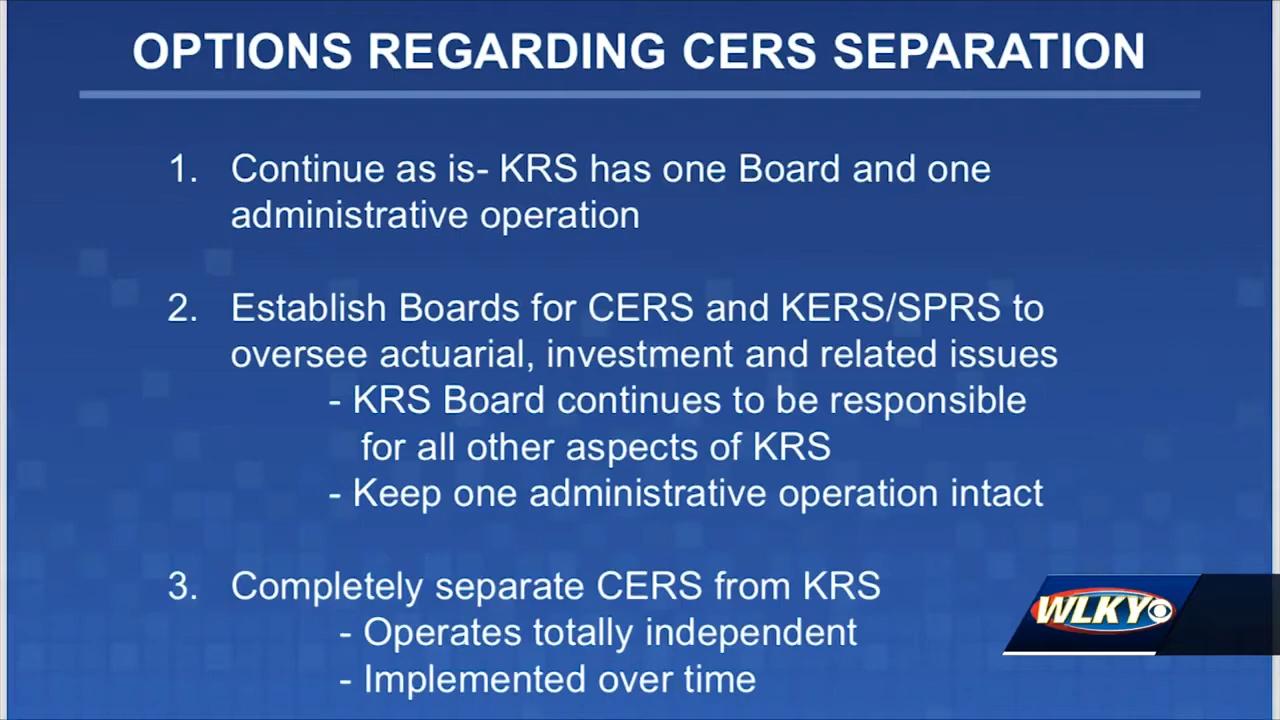 OPTIONS REGARDING CERS SEPARATION
1. Continue as is- KRS has one Board and one
administrative operation
2. Establish Boards for CERS and KERS/SPRS to
oversee actuarial, investment and related issues
- KRS Board continues to be responsible
for all other aspects of KRS
- Keep one administrative operation intact
3. Completely separate CERS from KRS
- Operates totally independent
- Implemented over time
WLKY